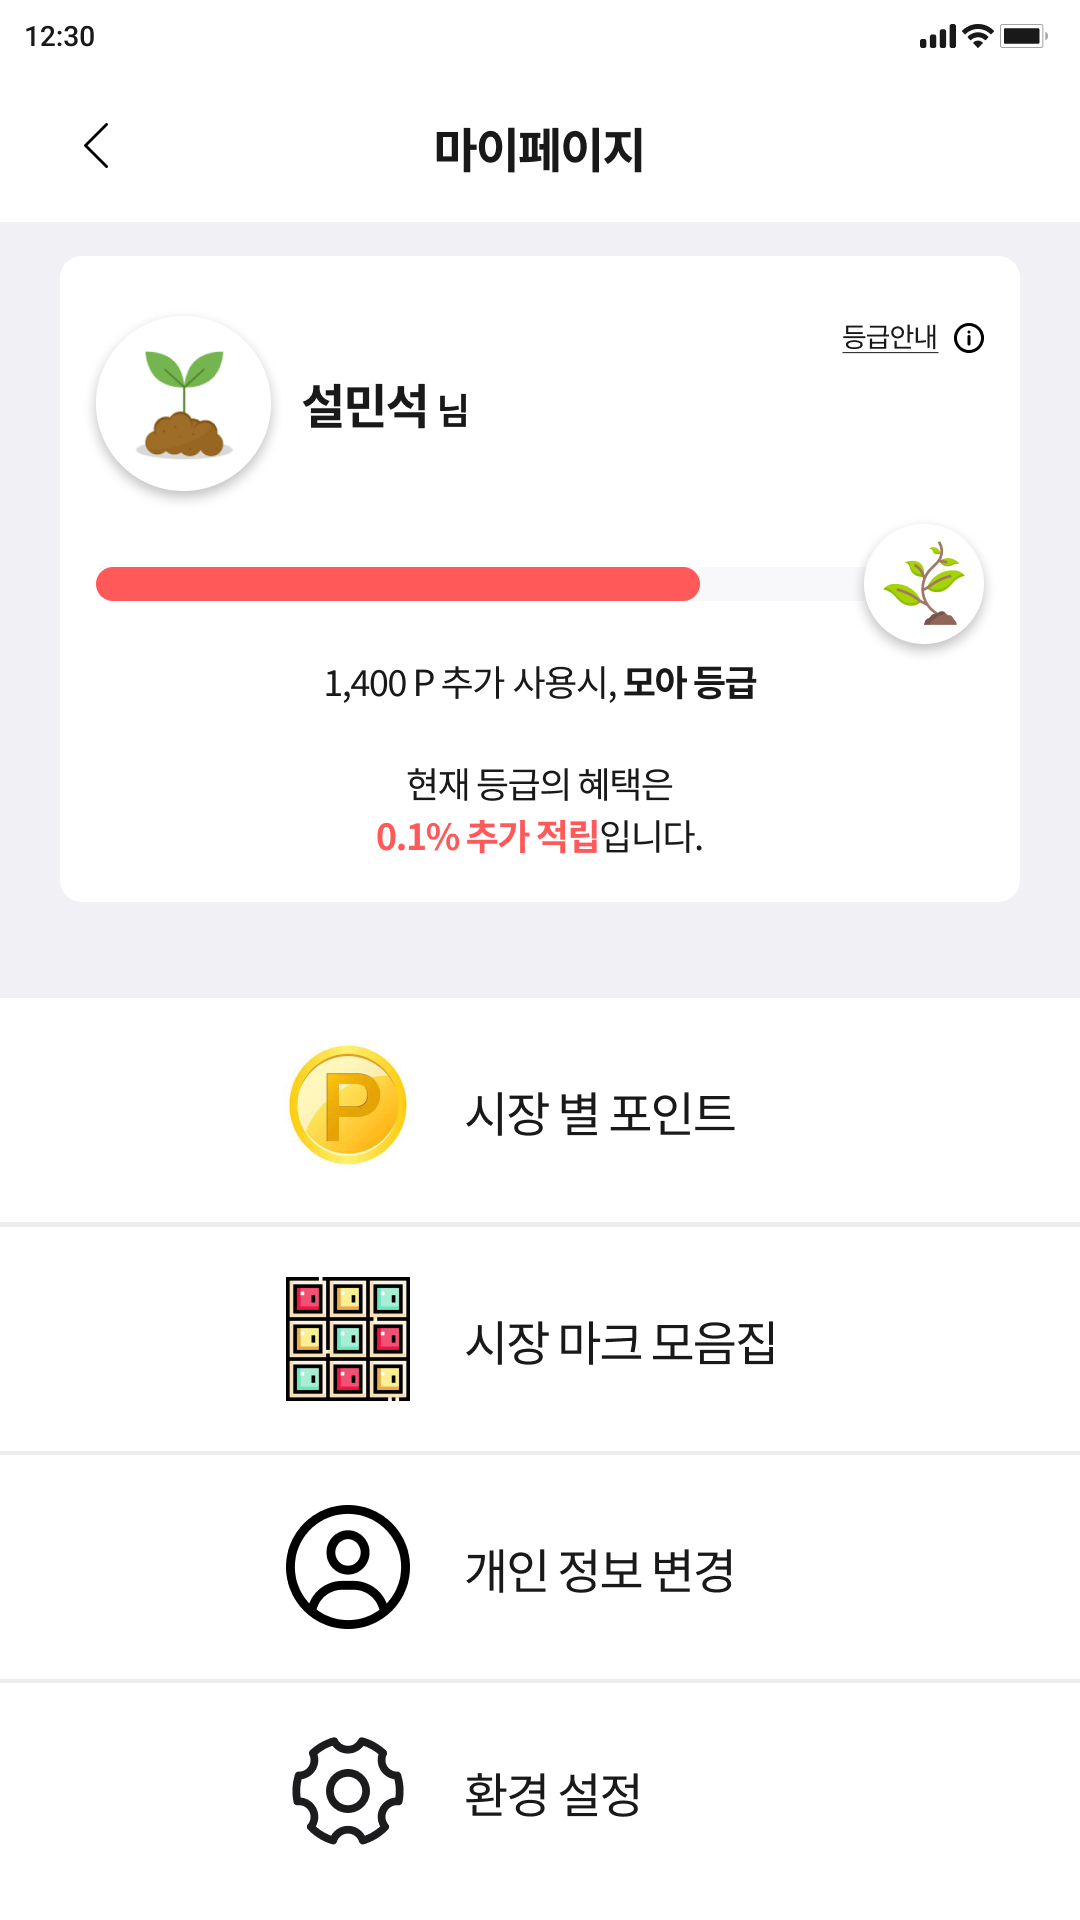 12:30
마이페이지
등급안내
설민석 님
1,400 P 추가 사용시, 모아 등급
현재 등급의 혜택은
0.1% 추가 적립입니다.
P
시장 별 포인트
시장 마크 모음집
개인 정보 변경
환경 설정